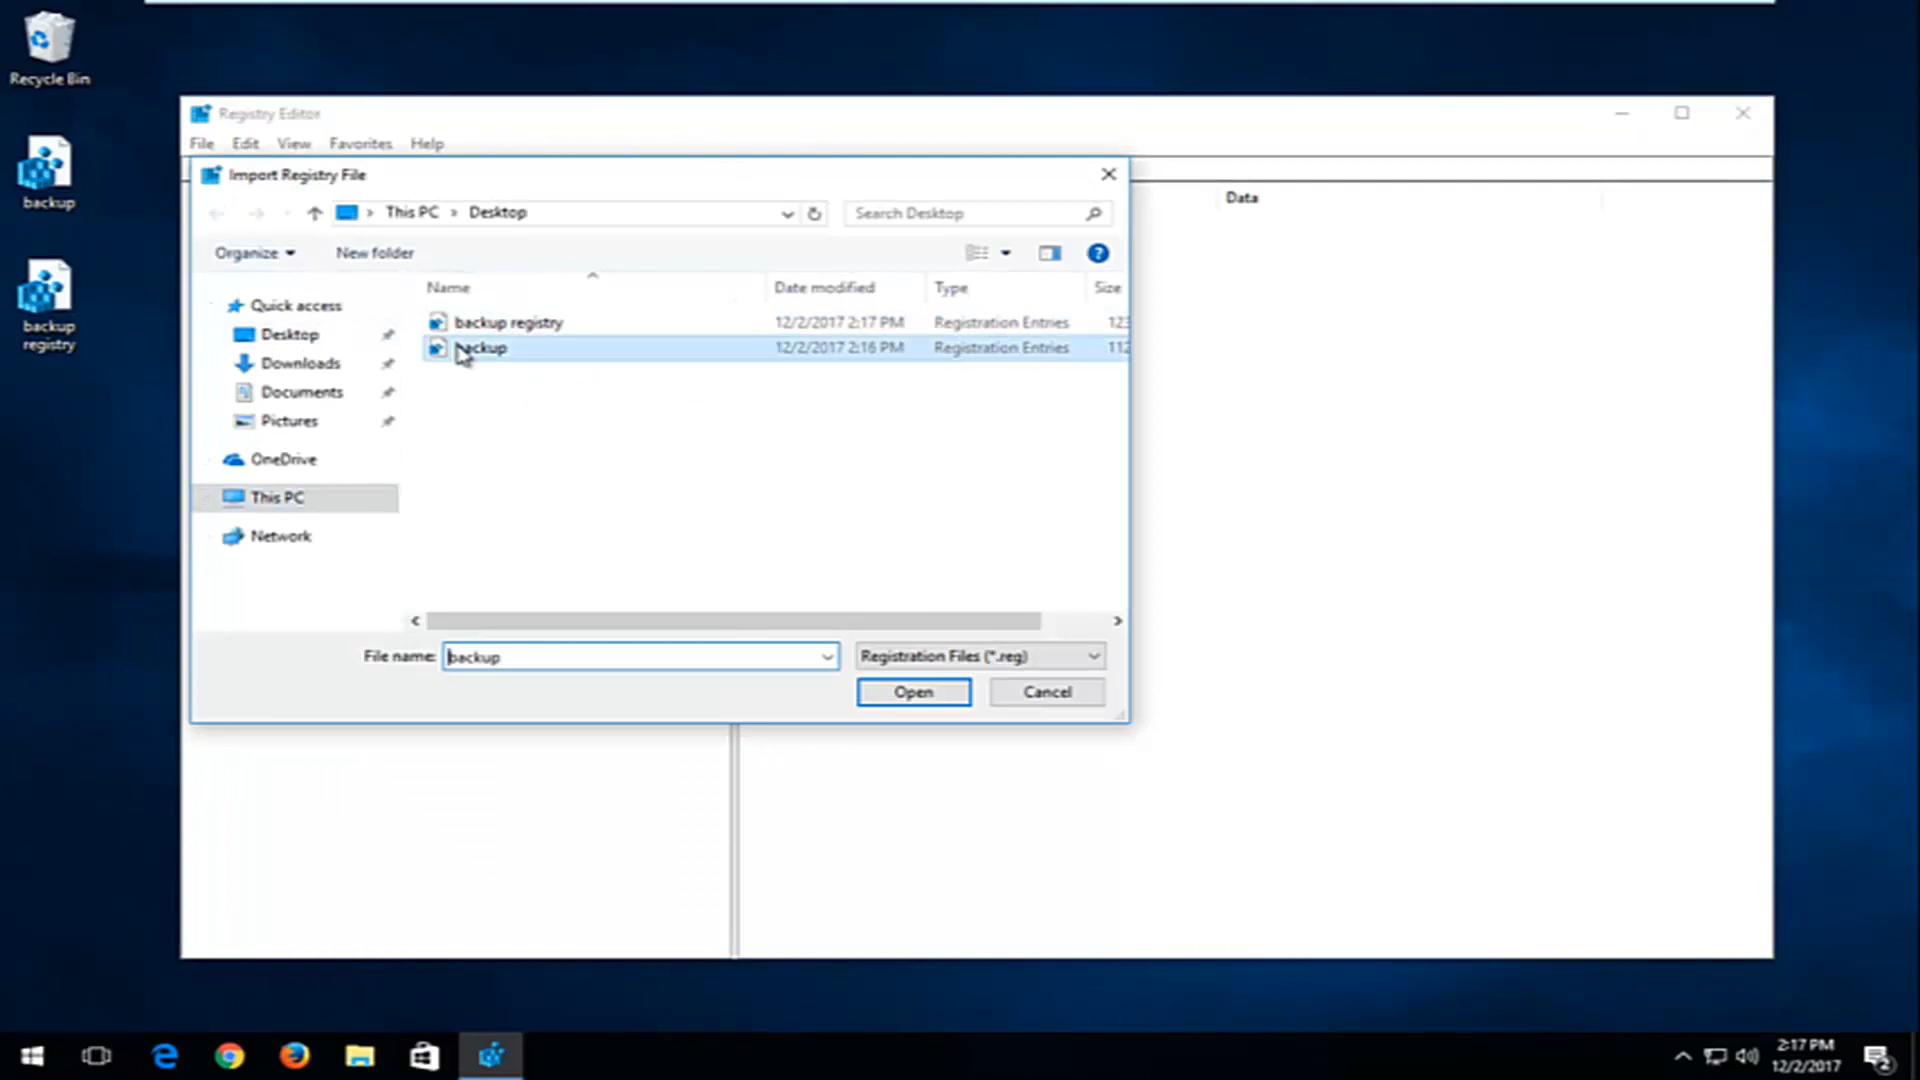 Recycle Bin
backup
backup
registry
Registry Editor
File Edit View Favorites Help
Import Registry File
This PC Desktop
Search Desktop
Organize New folder
Name Date modified Type Size
backup registry 12/2/2017 2:17 PM Registration Entries 123
backup 12/2/2017 2:16 PM Registration Entries 112
Quick access
Desktop
Downloads
Documents
Pictures
OneDrive
This PC
Network
File name: backup Registration Files (*.reg)
Open Cancel
Data
2:17 PM
12/2/2017
2